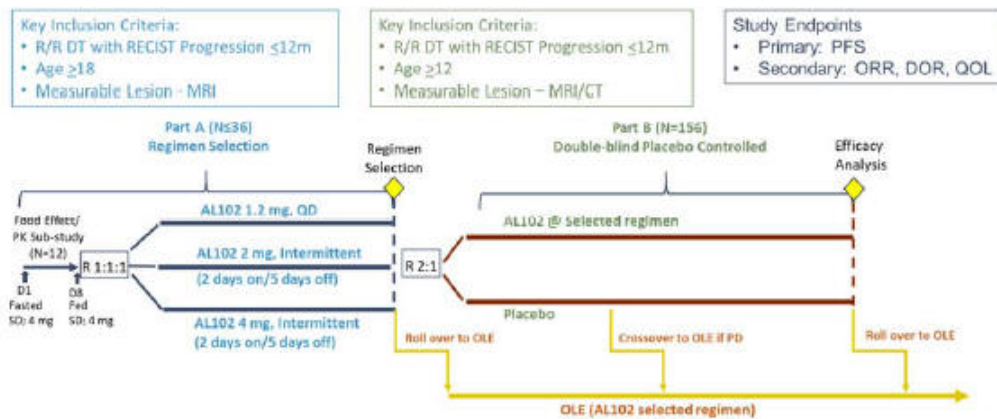 Key Inclusion Criteria:
• R/R DT with RECIST Progression ≤12m
• Age ≥18
• Measurable Lesion - MRI
Key Inclusion Criteria:
• R/R DT with RECIST Progression ≤12m
• Age ≥12
• Measurable Lesion – MRI/CT
Study Endpoints
• Primary: PFS
• Secondary: ORR, DOR, QOL
Part A (N≤36)
Regimen Selection
Regimen
Selection
Part B (N=156)
Double-blind Placebo Controlled
Efficacy
Analysis
Food Effect/
PK Sub-study
(N=12)
D1
Fasted
SD: 4 mg
D8
Fed
SD: 4 mg
R 1:1:1
AL102 1.2 mg, QD
AL102 2 mg, Intermittent
(2 days on/5 days off)
AL102 4 mg, Intermittent
(2 days on/5 days off)
R 2:1
AL102 @ Selected regimen
Placebo
Roll over to OLE
Crossover to OLE if PD
Roll over to OLE
OLE (AL102 selected regimen)